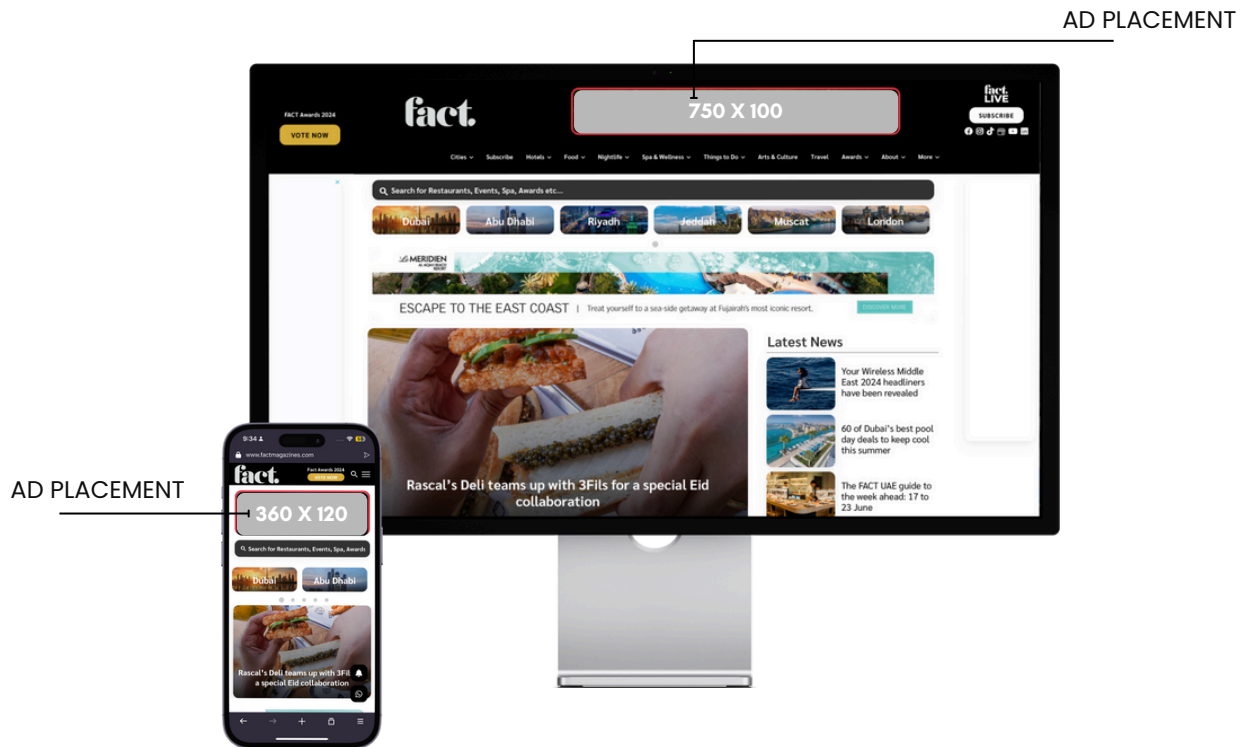 AD PLACEMENT
FACT Awards 2024
VOTE NOW
fact.
750 X 100
fact.
LIVE
SUBSCRIBE
Cities Subscribe Hotels Food Nightlife Spa & Wellness Things to Do Arts & Culture Travel Awards About More
Search for Restaurants, Events, Spa, Awards etc...
Dubai Abu Dhabi Riyadh Jeddah Muscat London
Le MERIDIEN
AL AQAH BEACH
RESORT
ESCAPE TO THE EAST COAST | Treat yourself to a sea-side getaway at Fujairah's most iconic resort. DISCOVER MORE
Latest News
Your Wireless Middle
East 2024 headliners
have been revealed
60 of Dubai's best pool
day deals to keep cool
this summer
The FACT UAE guide to
the week ahead: 17 to
23 June
Rascal's Deli teams up with 3Fils for a special Eid
collaboration
AD PLACEMENT
9:34
www.factmagazines.com
fact.
Fact Awards 2024
VOTE NOW
360 X 120
Search for Restaurants, Events, Spa, Awards
Dubai Abu Dhabi
Rascal's Deli teams up with 3Fil
a special Eid collaboration